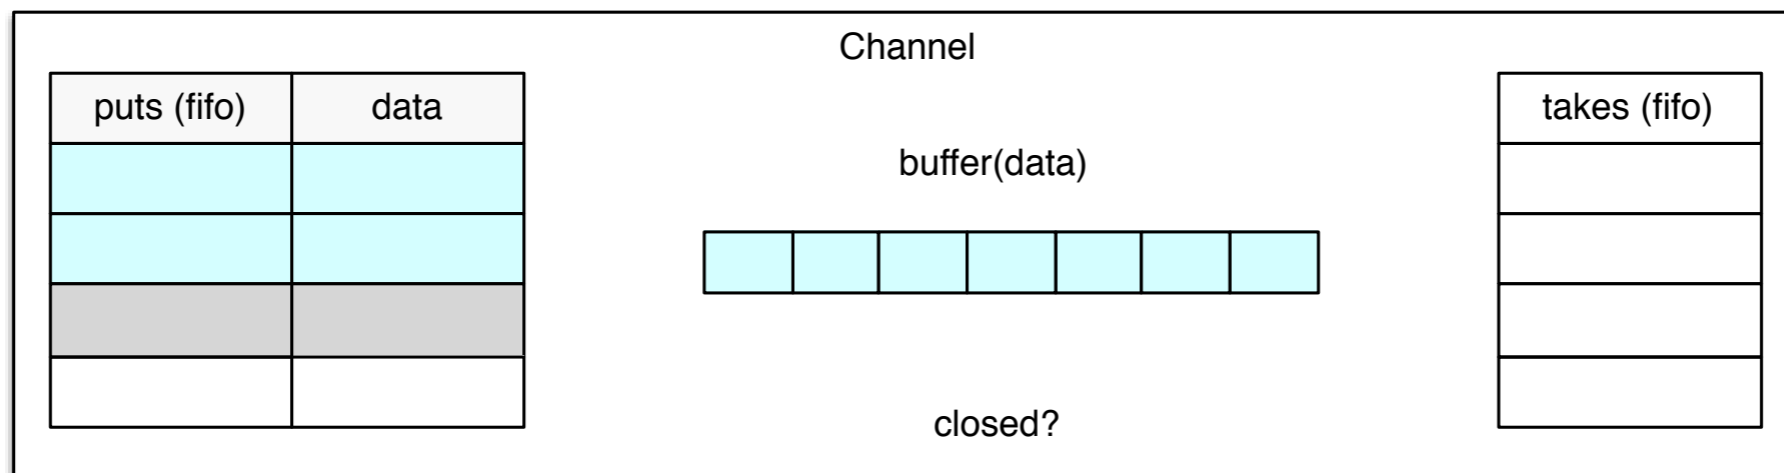 Channel
puts (fifo)
data
takes (fifo)
buffer(data)
closed?